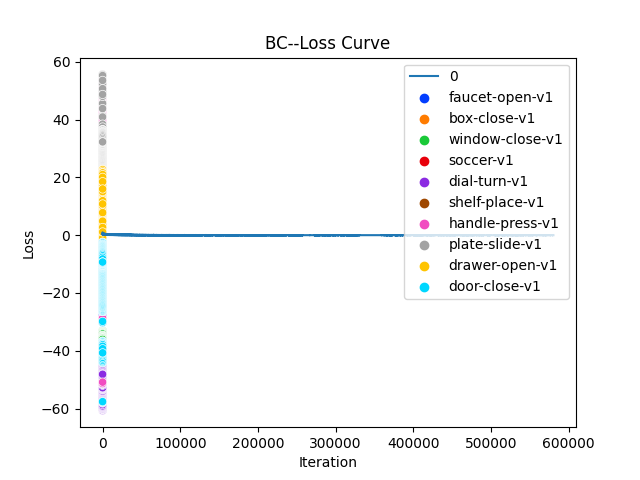 BC--Loss Curve
60
40
20
0
−20
−40
−60
Loss
0
faucet-open-v1
box-close-v1
window-close-v1
soccer-v1
dial-turn-v1
shelf-place-v1
handle-press-v1
plate-slide-v1
drawer-open-v1
door-close-v1
0 100000 200000 300000 400000 500000 600000
Iteration